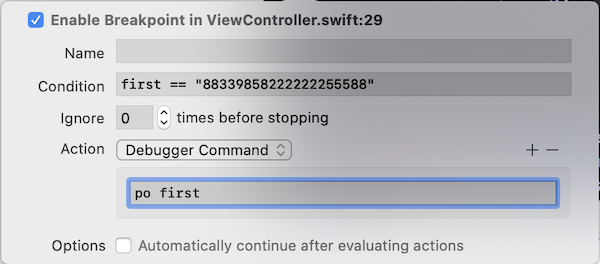 Enable Breakpoint in ViewController.swift:29
Name
Condition first == "88339858222222255588"
Ignore 0 times before stopping
Action Debugger Command
po first
Options Automatically continue after evaluating actions